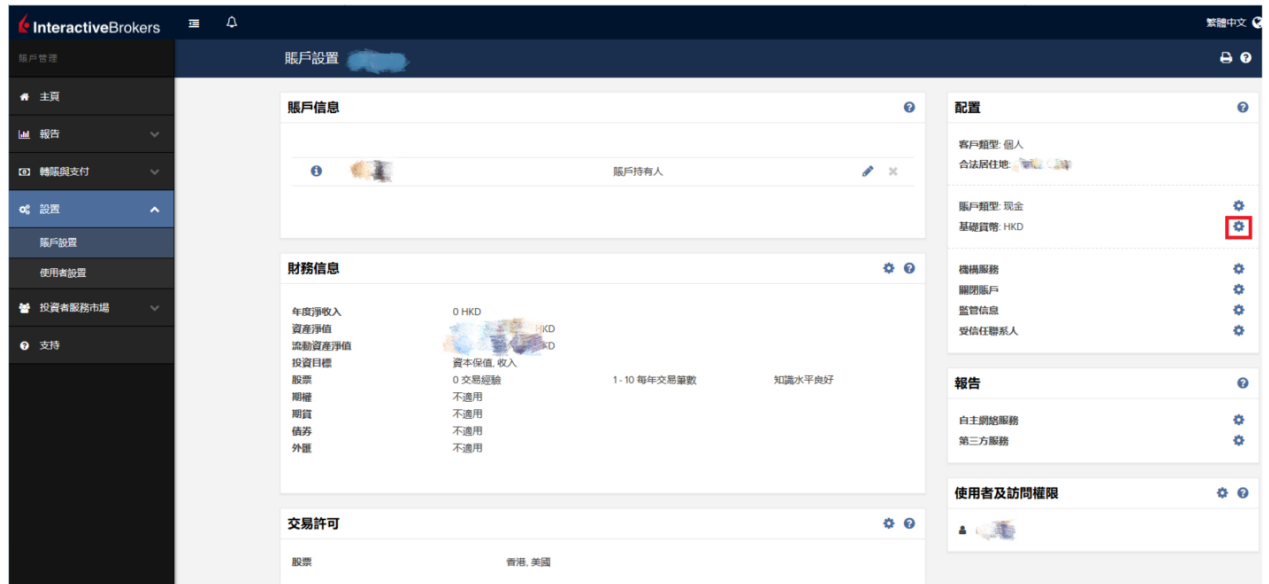 InteractiveBrokers
繁體中文
賬戶管理
主頁
報告
轉賬與支付
設置
賬戶設置
使用者設置
投資者服務市場
支持
賬戶設置
賬戶信息
賬戶持有人
財務信息
年度淨收入 0 HKD
資產淨值 HKD
流動資產淨值 KD
投資目標 資本保值, 收入
股票 0 交易經驗 1 - 10 每年交易筆數 知識水平良好
期權 不適用
期貨 不適用
債券 不適用
外匯 不適用
交易許可
股票 香港, 美國
配置
客戶類型: 個人
合法居住地:
賬戶類型: 现金
基礎貨幣: HKD
機構服務
關閉賬戶
監管信息
受信任聯系人
報告
自主網絡服務
第三方服務
使用者及訪問權限